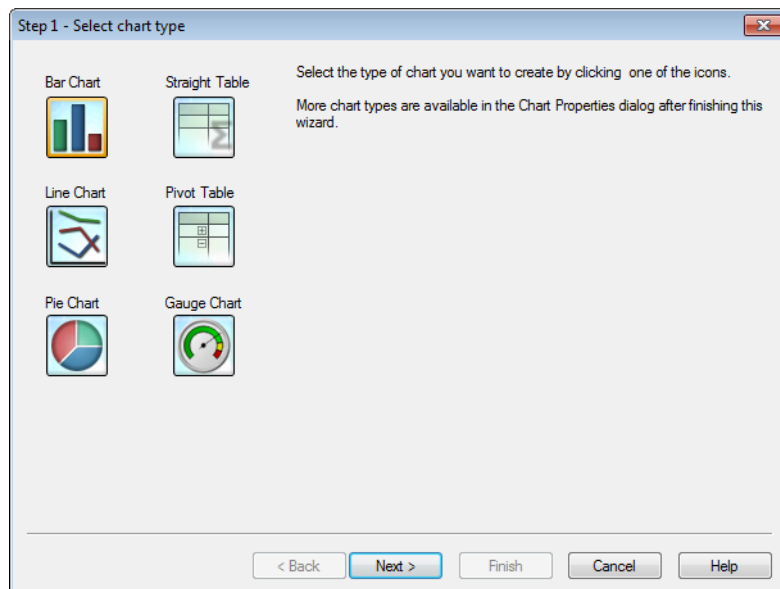 Step 1 - Select chart type
Bar Chart
Straight Table
Select the type of chart you want to create by clicking one of the icons.
More chart types are available in the Chart Properties dialog after finishing this
wizard.
Line Chart
Pivot Table
Pie Chart
Gauge Chart
< Back
Next >
Finish
Cancel
Help